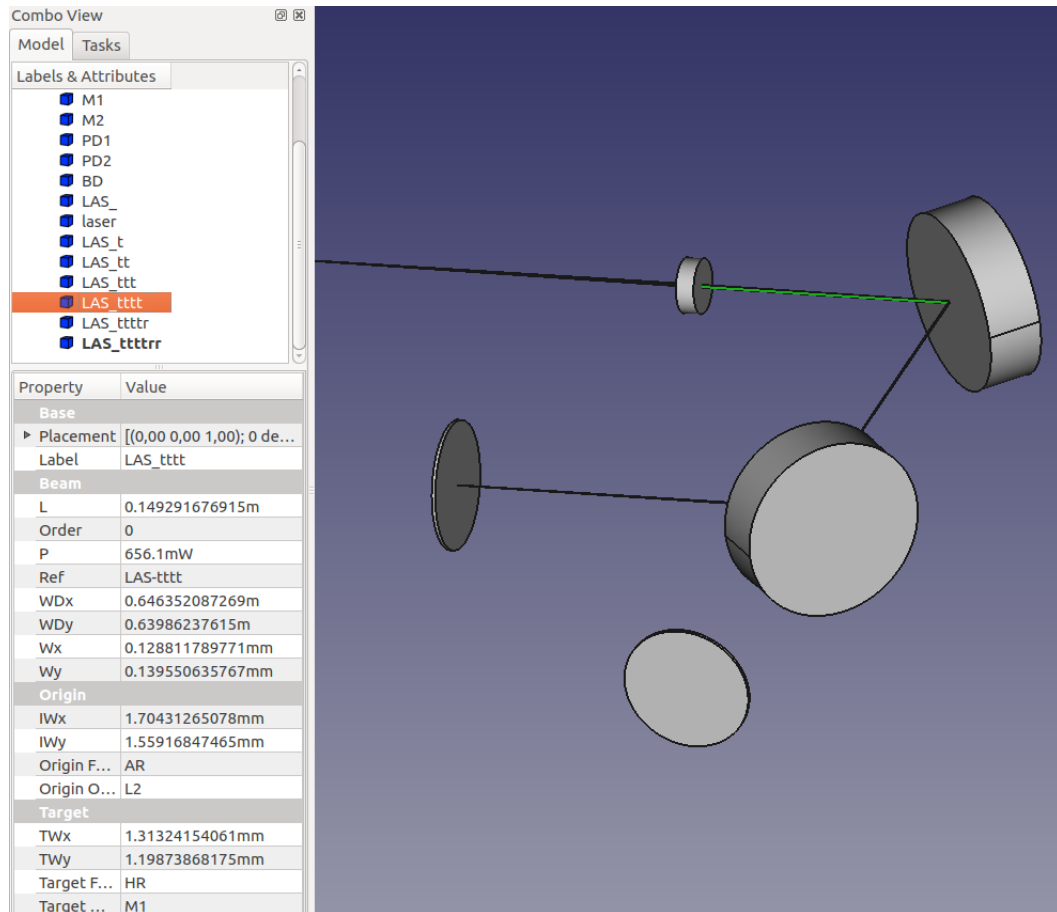 Combo View
Model Tasks
Labels & Attributes
M1
M2
PD1
PD2
BD
LAS_
laser
LAS_t
LAS_tt
LAS_ttt
LAS_tttt
LAS_ttttr
LAS_ttttrr
Property Value
Base
Placement [(0,00 0,00 1,00); 0 de...
Label LAS_tttt
Beam
L 0.149291676915m
Order 0
P 656.1mW
Ref LAS-tttt
WDx 0.646352087269m
WDy 0.63986237615m
Wx 0.128811789771mm
Wy 0.139550635767mm
Origin
IWx 1.70431265078mm
IWy 1.55916847465mm
Origin F... AR
Origin O... L2
Target
TWx 1.31324154061mm
TWy 1.19873868175mm
Target F... HR
Target ... M1